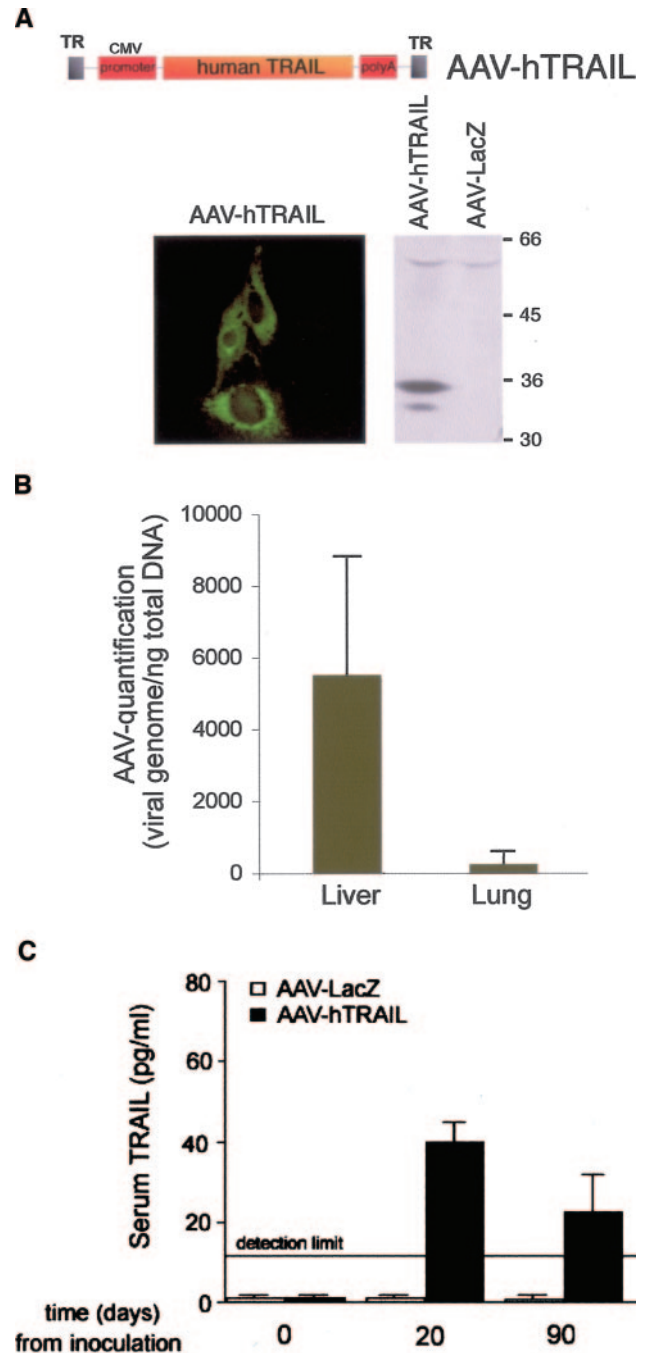 A
TR
CMV
promoter
human TRAIL
polyA
TR
AAV-hTRAIL
AAV-hTRAIL
AAV-hTRAIL
AAV-LacZ
66
45
36
30
B
AAV-quantification
(viral genome/ng total DNA)
10000
8000
6000
4000
2000
0
Liver
Lung
C
Serum TRAIL (pg/ml)
80
60
40
20
0
AAV-LacZ
AAV-hTRAIL
detection limit
time (days)
from inoculation
0 20 90